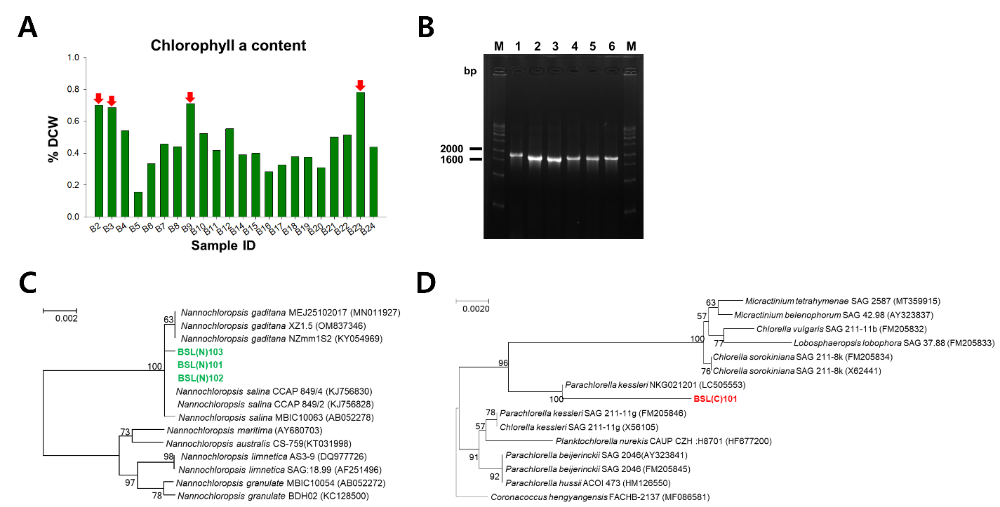 A
Chlorophyll a content
1.0
0.8
0.6
0.4
0.2
0.0
% DCW
B2
B3
B4
B5
B6
B7
B8
B9
B10
B11
B12
B14
B15
B16
B17
B18
B19
B20
B21
B22
B23
B24
Sample ID
B
M 1 2 3 4 5 6 M
bp
2000
1600
C
0.002
Nannochloropsis gaditana MEJ25102017 (MN011927)
63
Nannochloropsis gaditana XZ1.5 (OM837346)
Nannochloropsis gaditana NZmm1S2 (KY054969)
BSL(N)103
100
BSL(N)101
BSL(N)102
Nannochloropsis salina CCAP 849/4 (KJ756830)
Nannochloropsis salina CCAP 849/2 (KJ756828)
Nannochloropsis salina MBIC10063 (AB052278)
73
Nannochloropsis maritima (AY680703)
Nannochloropsis australis CS-759(KT031998)
98
Nannochloropsis limnetica AS3-9 (DQ977726)
Nannochloropsis limnetica SAG:18.99 (AF251496)
97
Nannochloropsis granulate MBIC10054 (AB052272)
78
Nannochloropsis granulate BDH02 (KC128500)
D
0.0020
63
Micractinium tetrahymenae SAG 2587 (MT359915)
57
Micractinium belenophorum SAG 42.98 (AY323837)
Chlorella vulgaris SAG 211-11b (FM205832)
100
77
Lobosphaeropsis lobophora SAG 37.88 (FM205833)
Chlorella sorokiniana SAG 211-8k (FM205834)
96
76
Chlorella sorokiniana SAG 211-8k (X62441)
Parachlorella kessleri NKG021201 (LC505553)
100
BSL(C)101
78
Parachlorella kessleri SAG 211-11g (FM205846)
57
Chlorella kessleri SAG 211-11g (X56105)
Planktochlorella nurekis CAUP CZH :H8701 (HF677200)
91
Parachlorella beijerinckii SAG 2046(AY323841)
Parachlorella beijerinckii SAG 2046 (FM205845)
92
Parachlorella hussii ACOI 473 (HM126550)
Coronacoccus hengyangensis FACHB-2137 (MF086581)